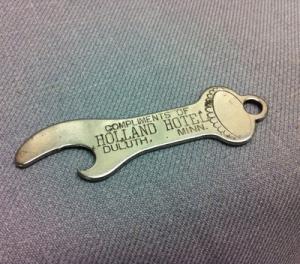 COMPLIMENTS OF
HOLLAND HOTEL
DULUTH, MINN.